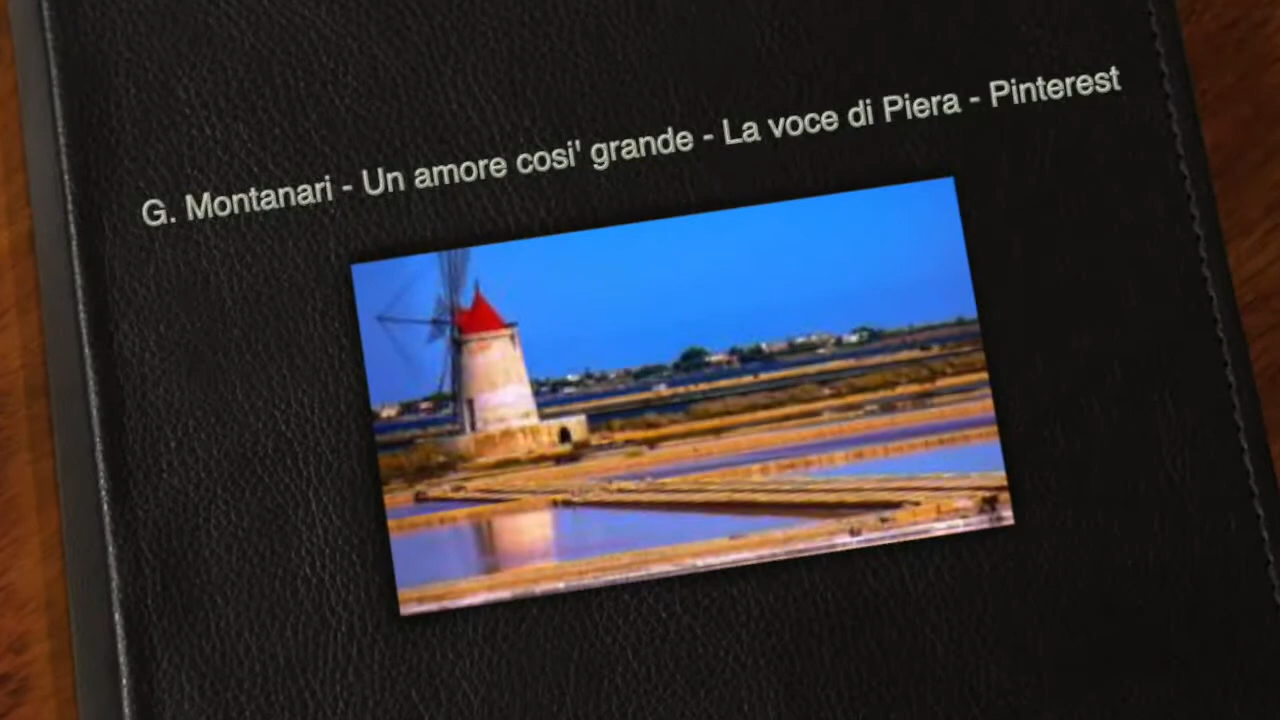 G. Montanari - Un amore cosi' grande - La voce di Piera - Pinterest